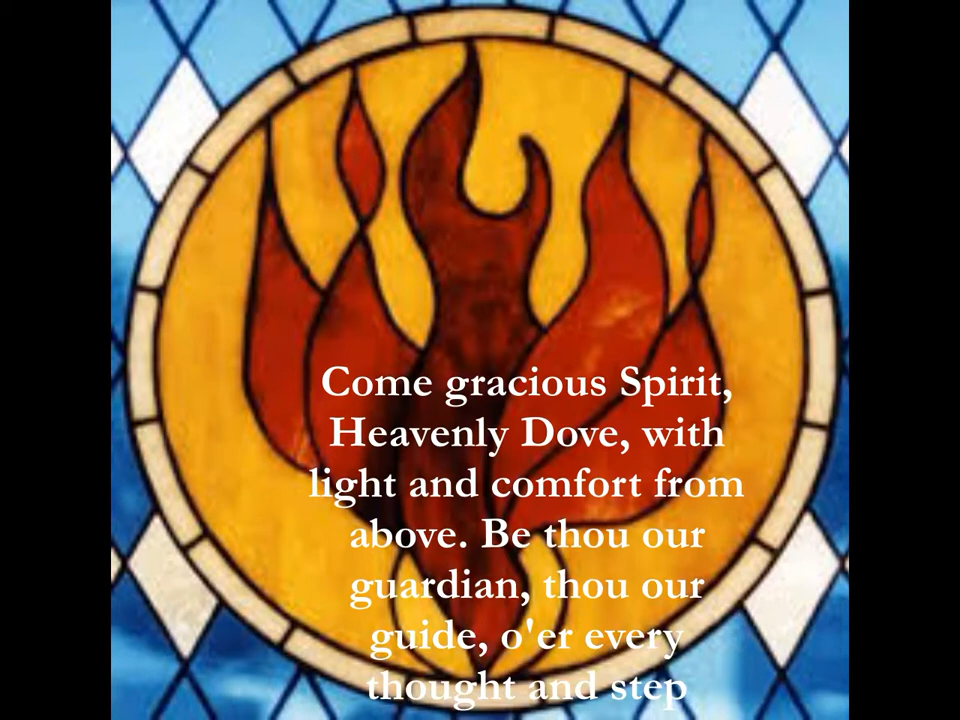 Come gracious Spirit,
Heavenly Dove, with
light and comfort from
above. Be thou our
guardian, thou our
guide, o'er every
thought and step